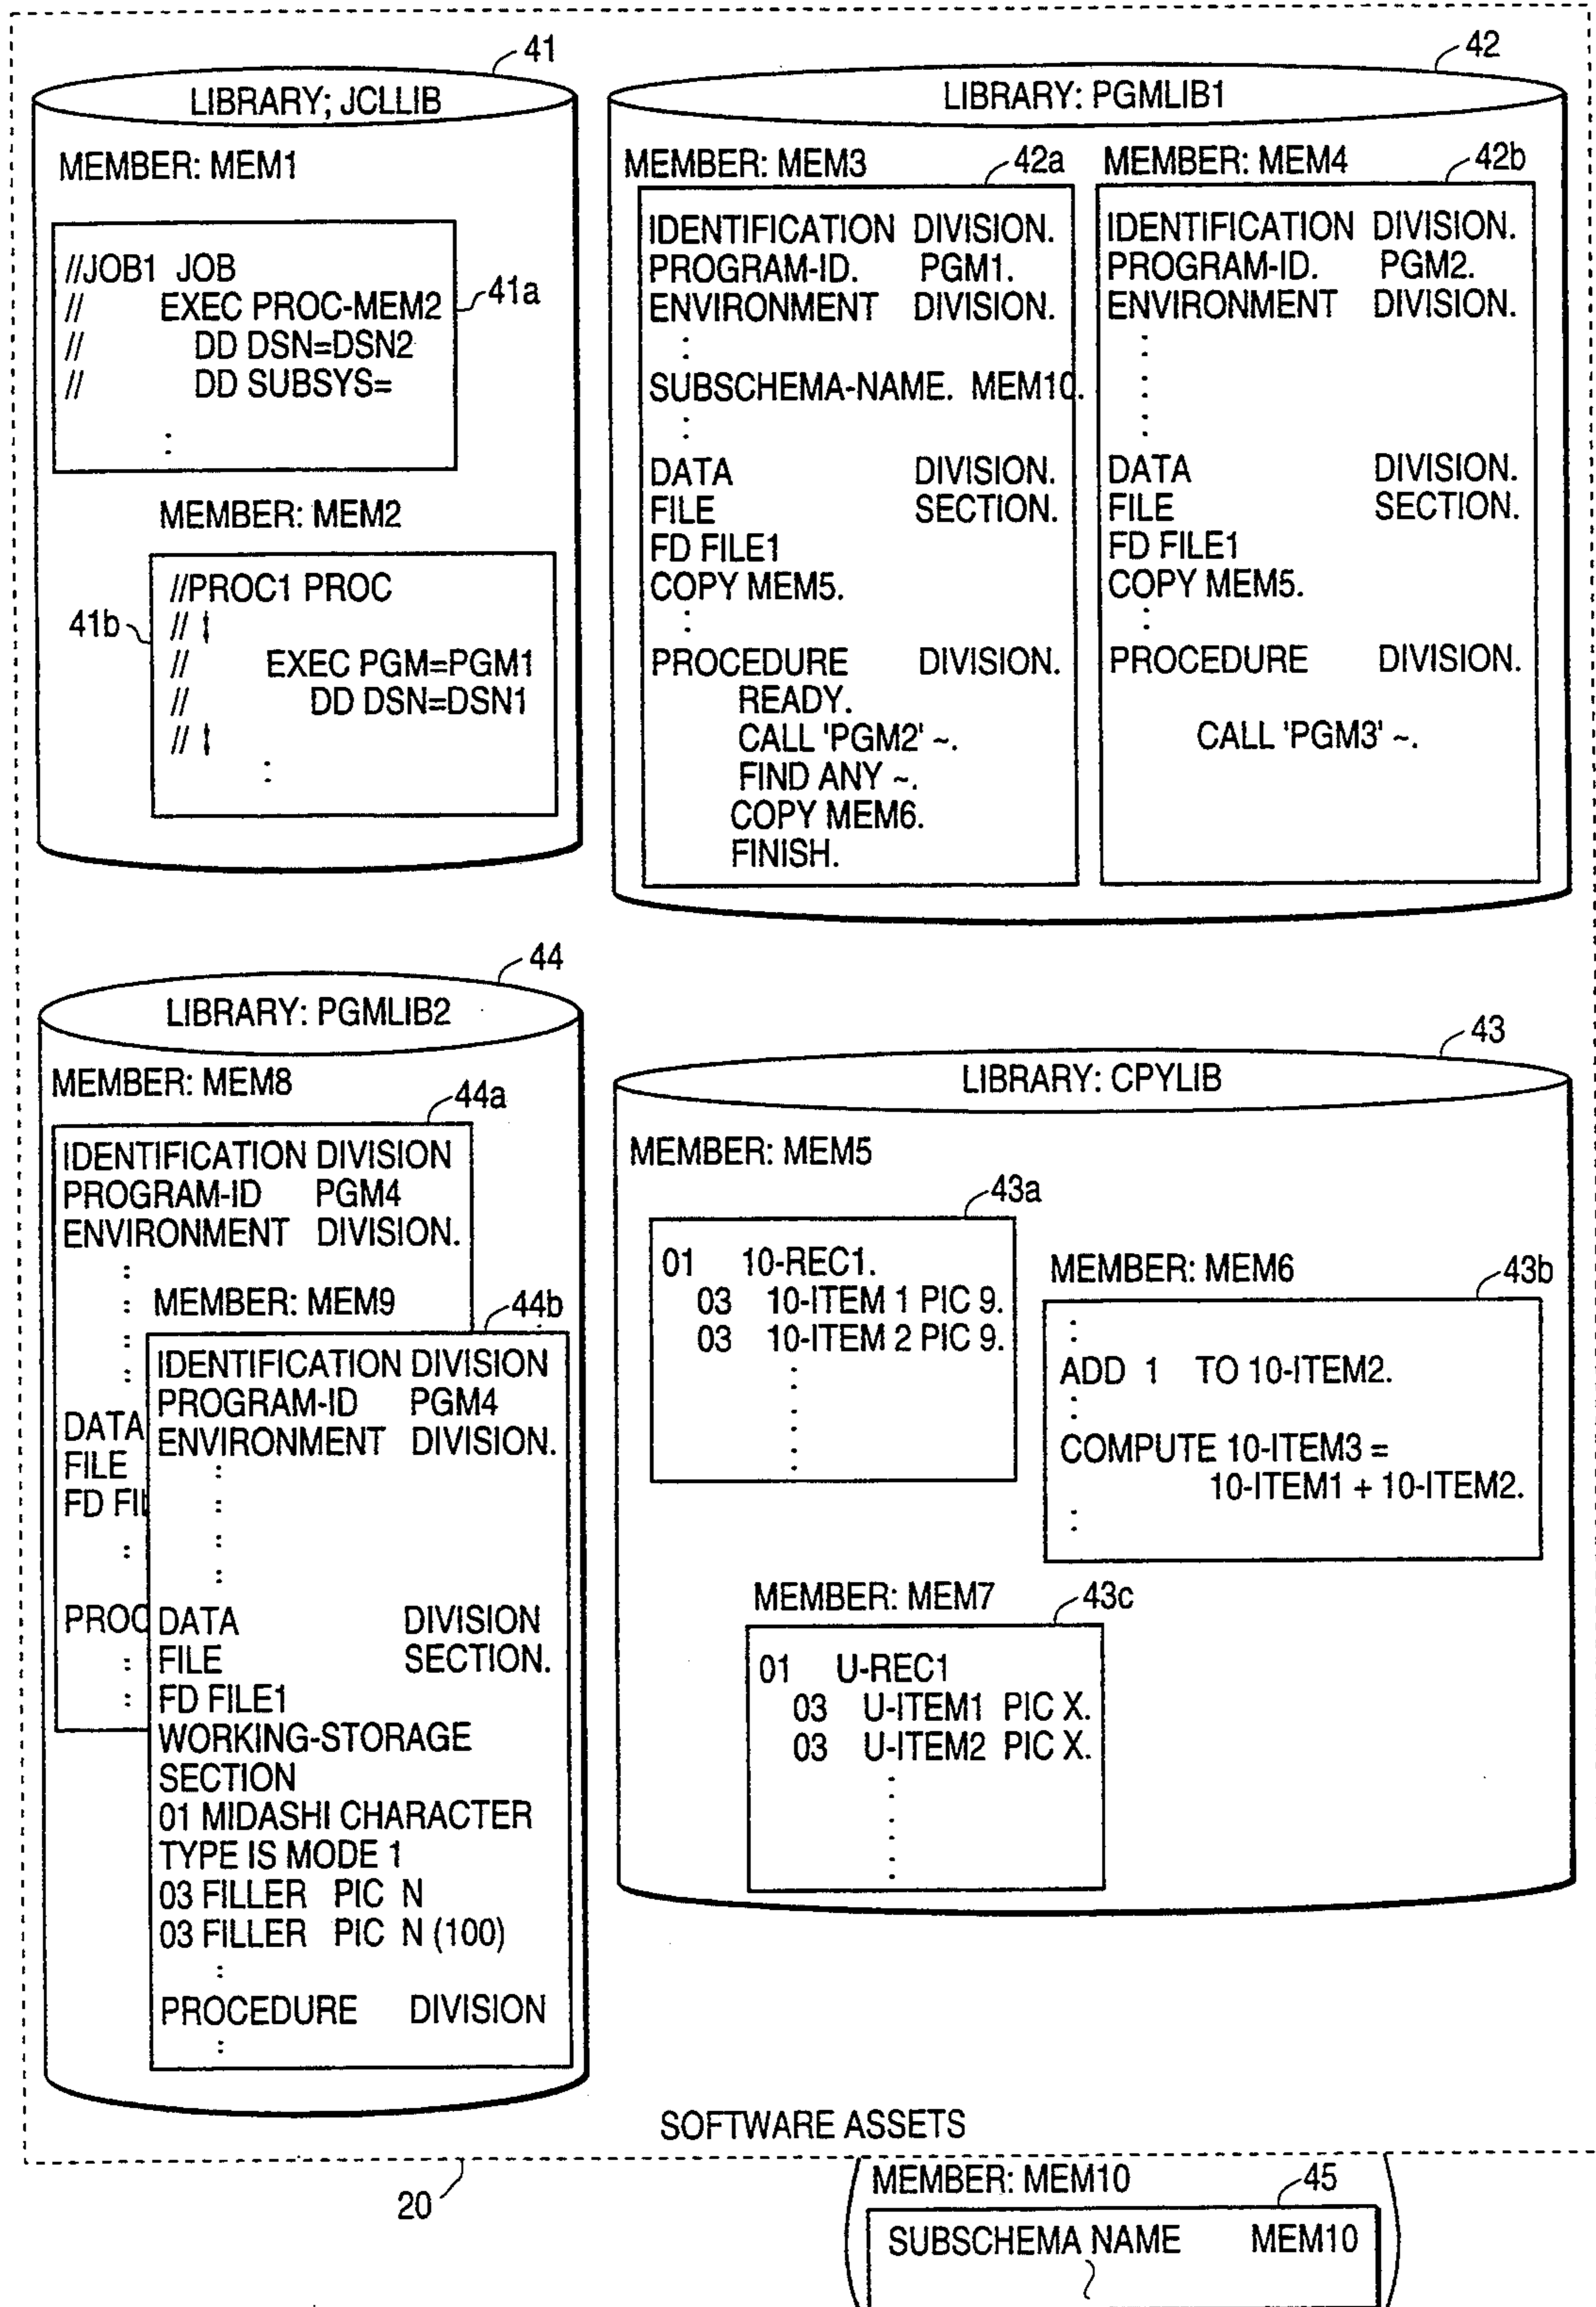 41
LIBRARY; JCLLIB
MEMBER: MEM1
//JOB1 JOB
// EXEC PROC-MEM2
// DD DSN=DSN2
// DD SUBSYS=
:
41a
MEMBER: MEM2
41b
//PROC1 PROC
//
// EXEC PGM=PGM1
// DD DSN=DSN1
//
:
42
LIBRARY: PGMLIB1
MEMBER: MEM3
42a
IDENTIFICATION DIVISION.
PROGRAM-ID. PGM1.
ENVIRONMENT DIVISION.
:
SUBSCHEMA-NAME. MEM10.
:
DATA DIVISION.
FILE SECTION.
FD FILE1
COPY MEM5.
:
PROCEDURE DIVISION.
READY.
CALL 'PGM2' ~.
FIND ANY ~.
COPY MEM6.
FINISH.
MEMBER: MEM4
42b
IDENTIFICATION DIVISION.
PROGRAM-ID. PGM2.
ENVIRONMENT DIVISION.
:
:
:
DATA DIVISION.
FILE SECTION.
FD FILE1
COPY MEM5.
:
PROCEDURE DIVISION.
CALL 'PGM3' ~.
44
LIBRARY: PGMLIB2
MEMBER: MEM8
44a
IDENTIFICATION DIVISION
PROGRAM-ID PGM4
ENVIRONMENT DIVISION.
:
:
:
:
DATA
FILE
FD FIL
:
PROC
:
:
MEMBER: MEM9
44b
IDENTIFICATION DIVISION
PROGRAM-ID PGM4
ENVIRONMENT DIVISION.
:
:
:
:
DATA DIVISION
FILE SECTION.
FD FILE1
WORKING-STORAGE
SECTION
01 MIDASHI CHARACTER
TYPE IS MODE 1
03 FILLER PIC N
03 FILLER PIC N (100)
:
PROCEDURE DIVISION
:
43
LIBRARY: CPYLIB
MEMBER: MEM5
43a
01 10-REC1.
03 10-ITEM 1 PIC 9.
03 10-ITEM 2 PIC 9.
:
:
:
MEMBER: MEM6
43b
:
ADD 1 TO 10-ITEM2.
:
COMPUTE 10-ITEM3 =
10-ITEM1 + 10-ITEM2.
:
MEMBER: MEM7
43c
01 U-REC1
03 U-ITEM1 PIC X.
03 U-ITEM2 PIC X.
:
:
:
SOFTWARE ASSETS
20
MEMBER: MEM10
45
SUBSCHEMA NAME MEM10